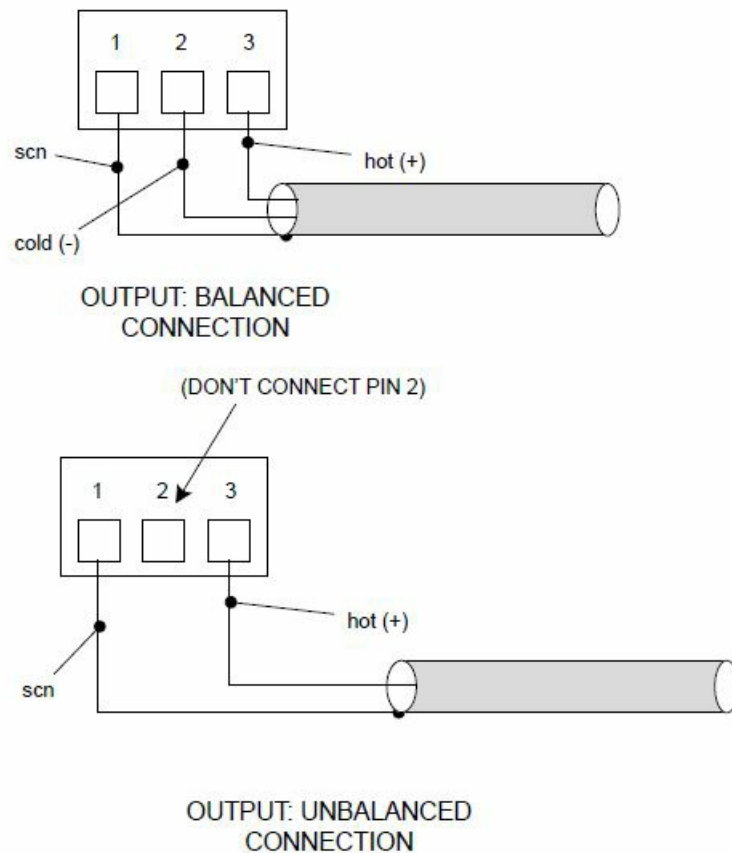 1 2 3
scn
hot (+)
cold (-)
OUTPUT: BALANCED
CONNECTION
(DON'T CONNECT PIN 2)
1 2 3
hot (+)
scn
OUTPUT: UNBALANCED
CONNECTION